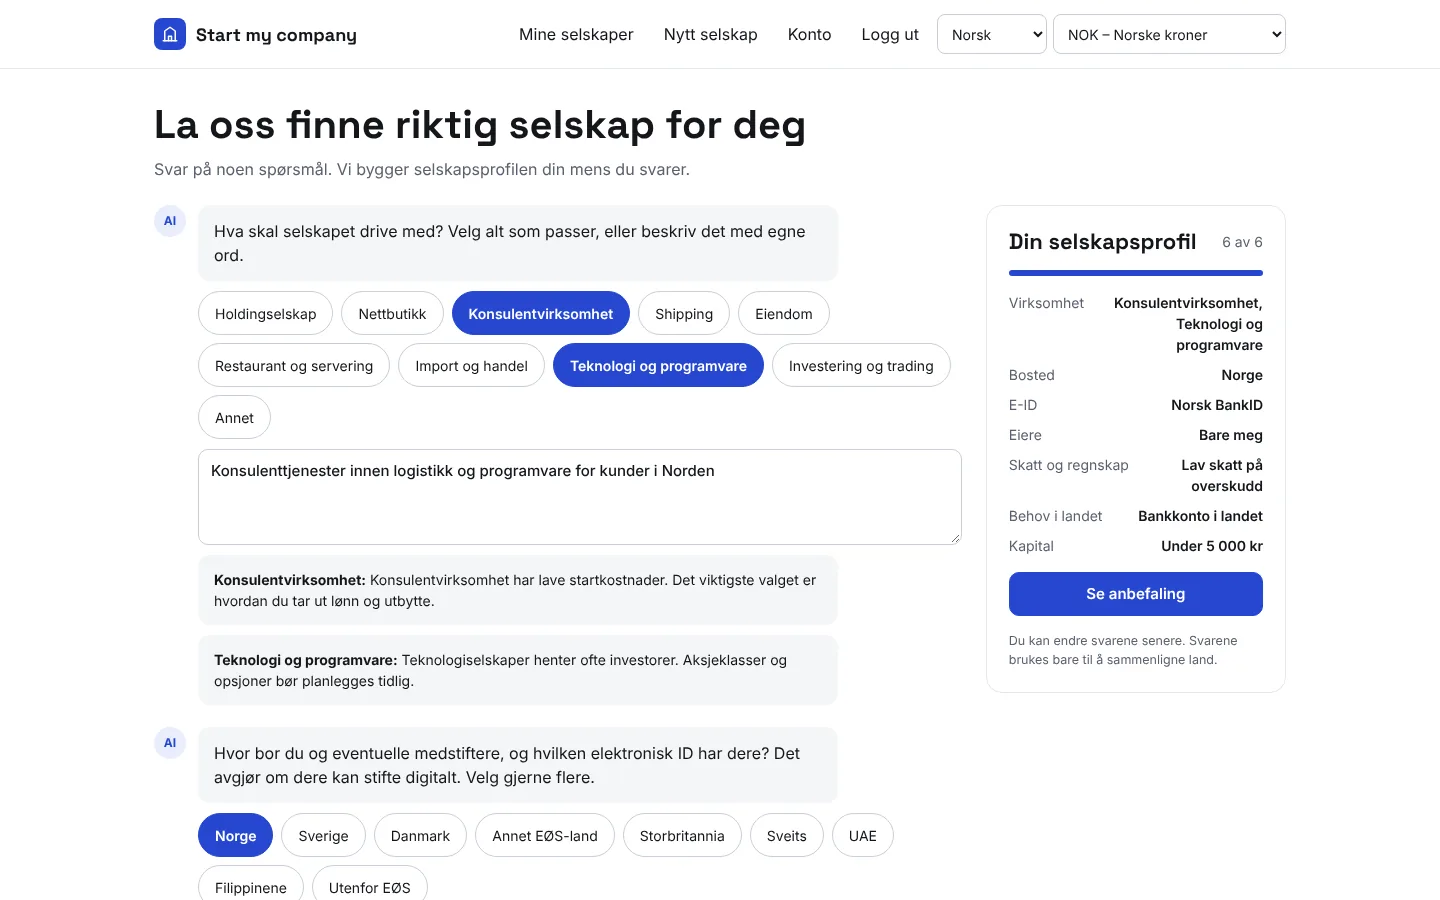 Start my company
Mine selskaper
Nytt selskap
Konto
Logg ut
Norsk
NOK – Norske kroner
La oss finne riktig selskap for deg
Svar på noen spørsmål. Vi bygger selskapsprofilen din mens du svarer.
AI
Hva skal selskapet drive med? Velg alt som passer, eller beskriv det med egne
ord.
Holdingselskap
Nettbutikk
Konsulentvirksomhet
Shipping
Eiendom
Restaurant og servering
Import og handel
Teknologi og programvare
Investering og trading
Annet
Konsulenttjenester innen logistikk og programvare for kunder i Norden
Konsulentvirksomhet: Konsulentvirksomhet har lave startkostnader. Det viktigste valget er
hvordan du tar ut lønn og utbytte.
Teknologi og programvare: Teknologiselskaper henter ofte investorer. Aksjeklasser og
opsjoner bør planlegges tidlig.
AI
Hvor bor du og eventuelle medstiftere, og hvilken elektronisk ID har dere? Det
avgjør om dere kan stifte digitalt. Velg gjerne flere.
Norge
Sverige
Danmark
Annet EØS-land
Storbritannia
Sveits
UAE
Filippinene
Utenfor EØS
Din selskapsprofil
6 av 6
Virksomhet
Konsulentvirksomhet,
Teknologi og
programvare
Bosted
Norge
E-ID
Norsk BankID
Eiere
Bare meg
Skatt og regnskap
Lav skatt på
overskudd
Behov i landet
Bankkonto i landet
Kapital
Under 5 000 kr
Se anbefaling
Du kan endre svarene senere. Svarene
brukes bare til å sammenligne land.